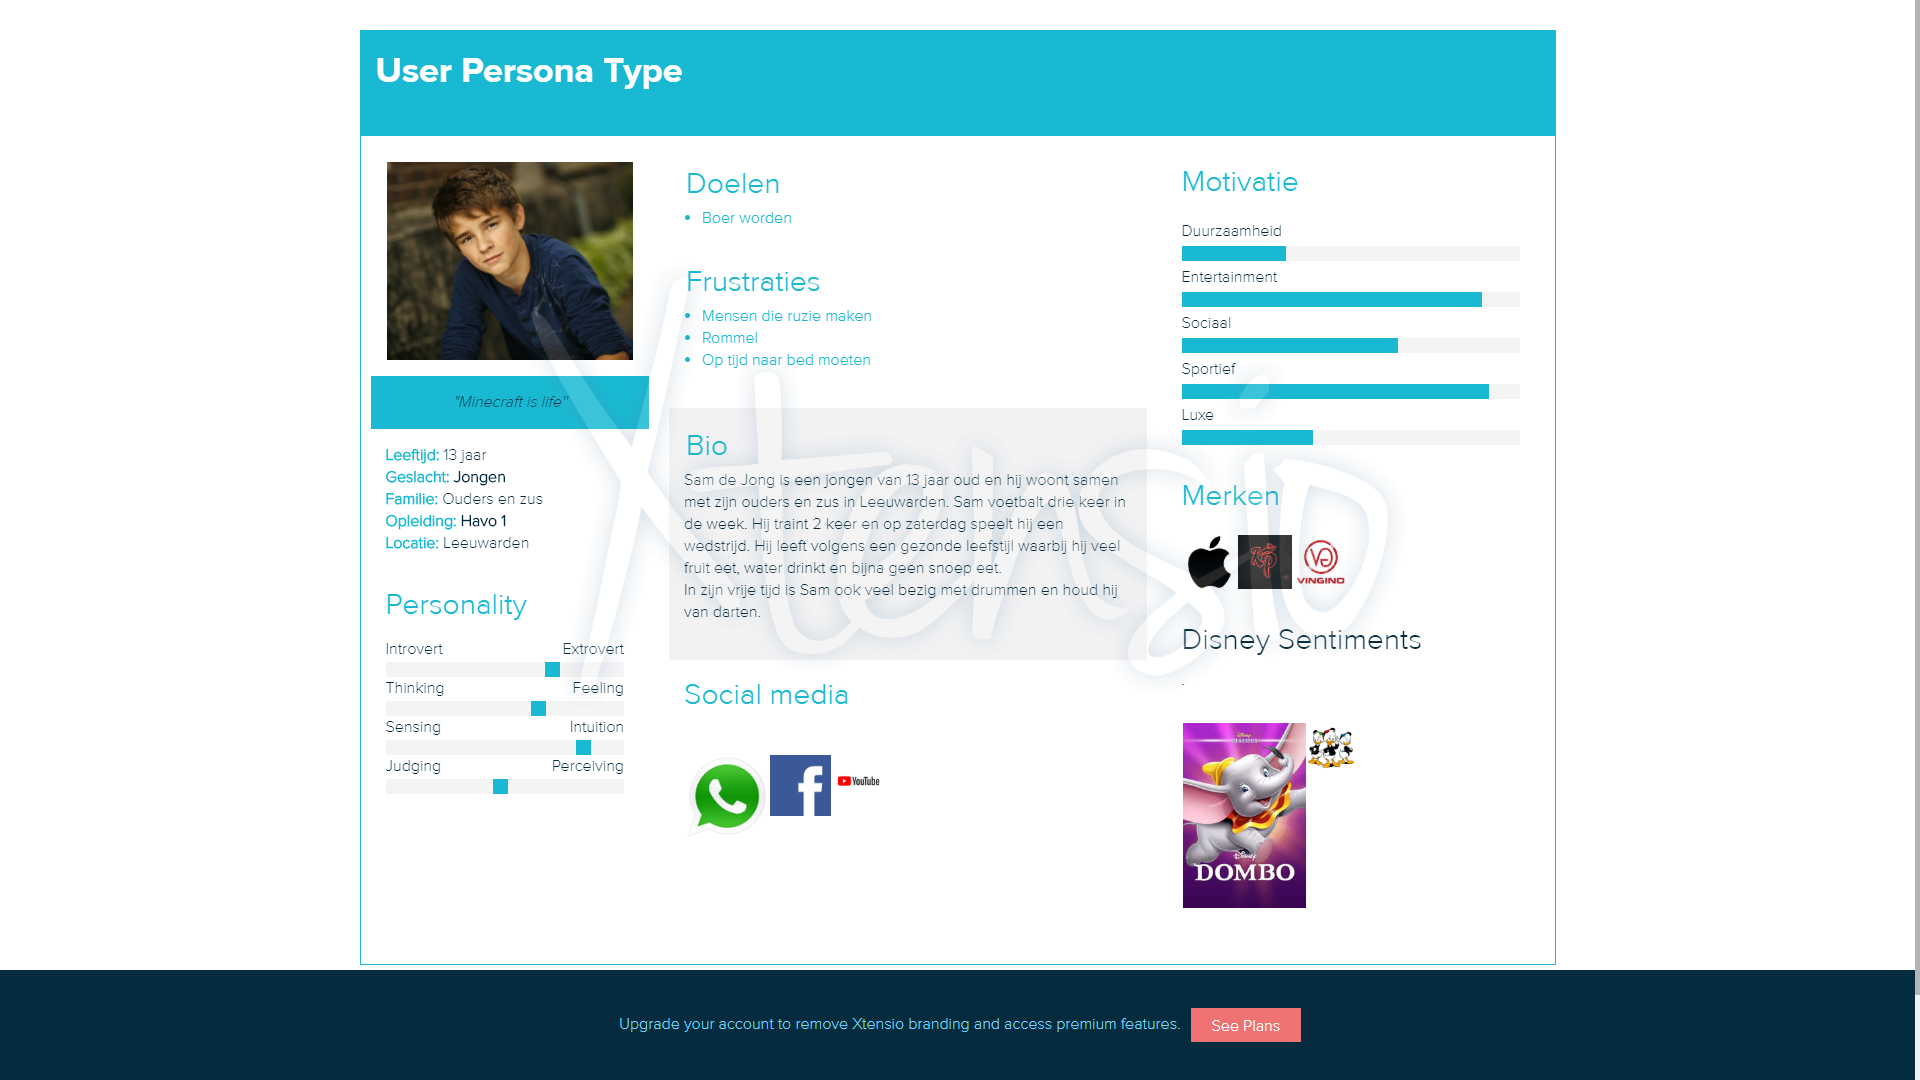 User Persona Type
"Minecraft is life"
Leeftijd: 13 jaar
Geslacht: Jongen
Familie: Ouders en zus
Opleiding: Havo 1
Locatie: Leeuwarden
Personality
Introvert Extrovert
Thinking Feeling
Sensing Intuition
Judging Perceiving
Doelen
• Boer worden
Frustraties
• Mensen die ruzie maken
• Rommel
• Op tijd naar bed moeten
Bio
Sam de Jong is een jongen van 13 jaar oud en hij woont samen
met zijn ouders en zus in Leeuwarden. Sam voetbalt drie keer in
de week. Hij traint 2 keer en op zaterdag speelt hij een
wedstrijd. Hij leeft volgens een gezonde leefstijl waarbij hij veel
fruit eet, water drinkt en bijna geen snoep eet.
In zijn vrije tijd is Sam ook veel bezig met drummen en houd hij
van darten.
Social media
YouTube
Motivatie
Duurzaamheid
Entertainment
Sociaal
Sportief
Luxe
Merken
VINGINO
Disney Sentiments
.
Disney
CLASSICS
Disney
DOMBO
Xtensio
Upgrade your account to remove Xtensio branding and access premium features.
See Plans